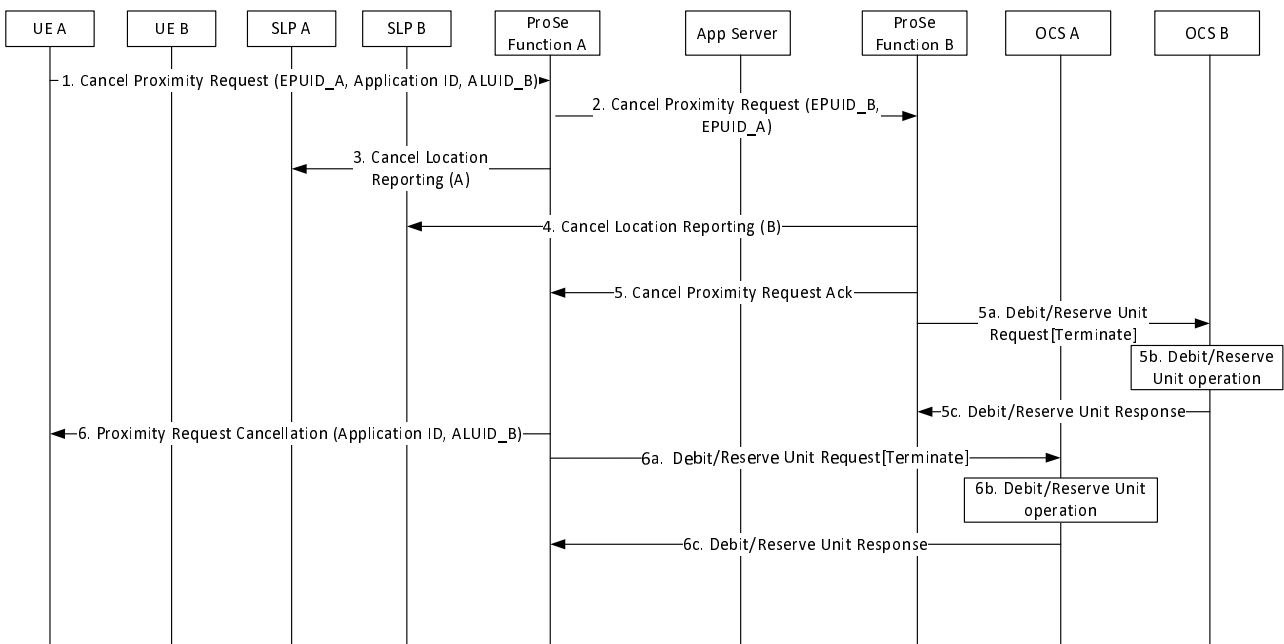 UE A
UE B
SLP A
SLP B
ProSe
Function A
App Server
ProSe
Function B
OCS A
OCS B
1. Cancel Proximity Request (EPUID_A, Application ID, ALUID_B)
2. Cancel Proximity Request (EPUID_B,
EPUID_A)
3. Cancel Location
Reporting (A)
4. Cancel Location Reporting (B)
5. Cancel Proximity Request Ack
5a. Debit/Reserve Unit
Request[Terminate]
5b. Debit/Reserve
Unit operation
5c. Debit/Reserve Unit Response
6. Proximity Request Cancellation (Application ID, ALUID_B)
6a. Debit/Reserve Unit Request[Terminate]
6b. Debit/Reserve Unit
operation
6c. Debit/Reserve Unit Response